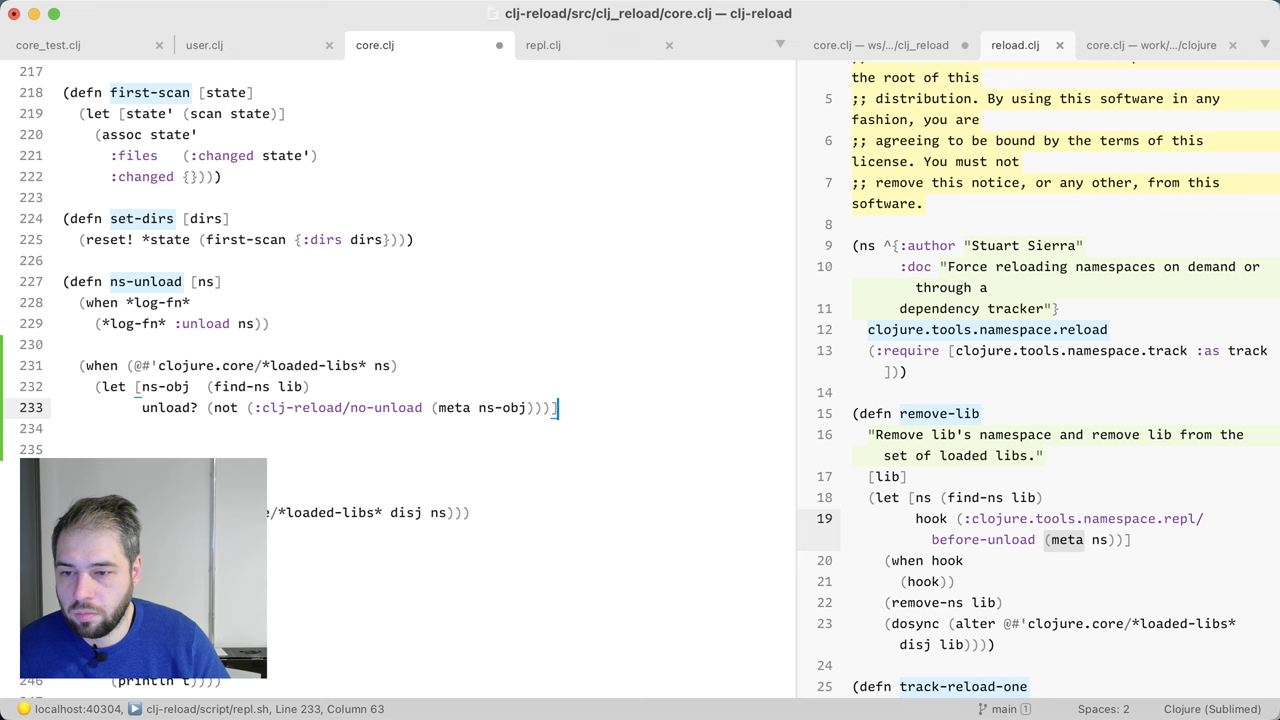 clj-reload/src/clj_reload/core.clj — clj-reload
core_test.clj
user.clj
core.clj
repl.clj
core.clj — ws/…/clj_reload
reload.clj
core.clj — work/…/clojure
217
218 (defn first-scan [state]
219 (let [state' (scan state)]
220 (assoc state'
221 :files (:changed state')
222 :changed {})))
223
224 (defn set-dirs [dirs]
225 (reset! *state (first-scan {:dirs dirs})))
226
227 (defn ns-unload [ns]
228 (when *log-fn*
229 (*log-fn* :unload ns))
230
231 (when (@#'clojure.core/*loaded-libs* ns)
232 (let [ns-obj (find-ns lib)
233 unload? (not (:clj-reload/no-unload (meta ns-obj)))]
234
235
e/*loaded-libs* disj ns)))
246 (println t))))
the root of this
5 ;; distribution. By using this software in any
fashion, you are
6 ;; agreeing to be bound by the terms of this
license. You must not
7 ;; remove this notice, or any other, from this
software.
8
9 (ns ^{:author "Stuart Sierra"
10 :doc "Force reloading namespaces on demand or
through a
11 dependency tracker"}
12 clojure.tools.namespace.reload
13 (:require [clojure.tools.namespace.track :as track
]))
14
15 (defn remove-lib
16 "Remove lib's namespace and remove lib from the
set of loaded libs."
17 [lib]
18 (let [ns (find-ns lib)
19 hook (:clojure.tools.namespace.repl/
before-unload (meta ns))]
20 (when hook
21 (hook))
22 (remove-ns lib)
23 (dosync (alter @#'clojure.core/*loaded-libs*
disj lib))))
24
25 (defn track-reload-one
localhost:40304, clj-reload/script/repl.sh, Line 233, Column 63
main 1
Spaces: 2
Clojure (Sublimed)